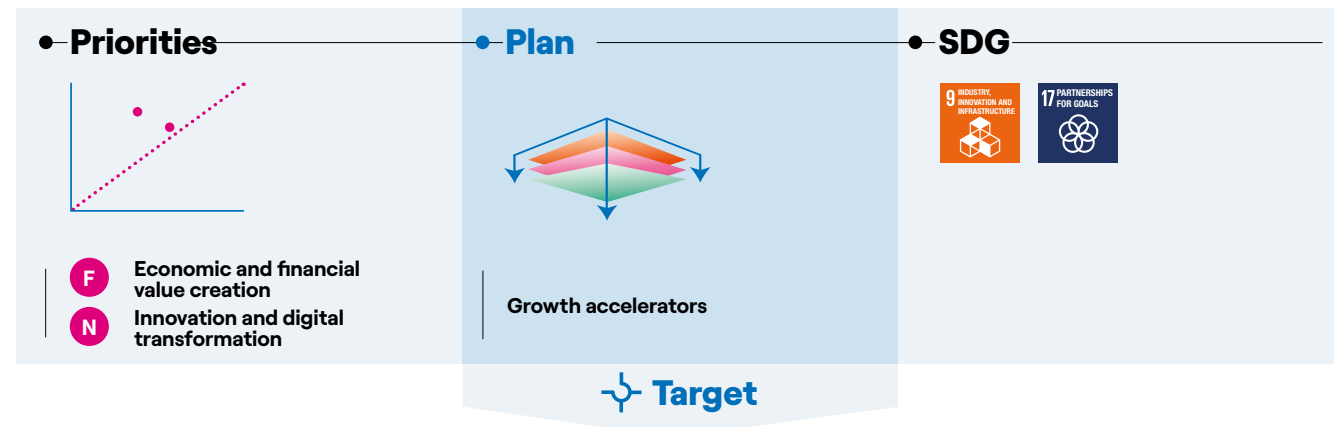 Priorities
Plan
SDG
9 INDUSTRY,
INNOVATION AND
INFRASTRUCTURE
17 PARTNERSHIPS
FOR GOALS
F
Economic and financial
value creation
N
Innovation and digital
transformation
Growth accelerators
Target